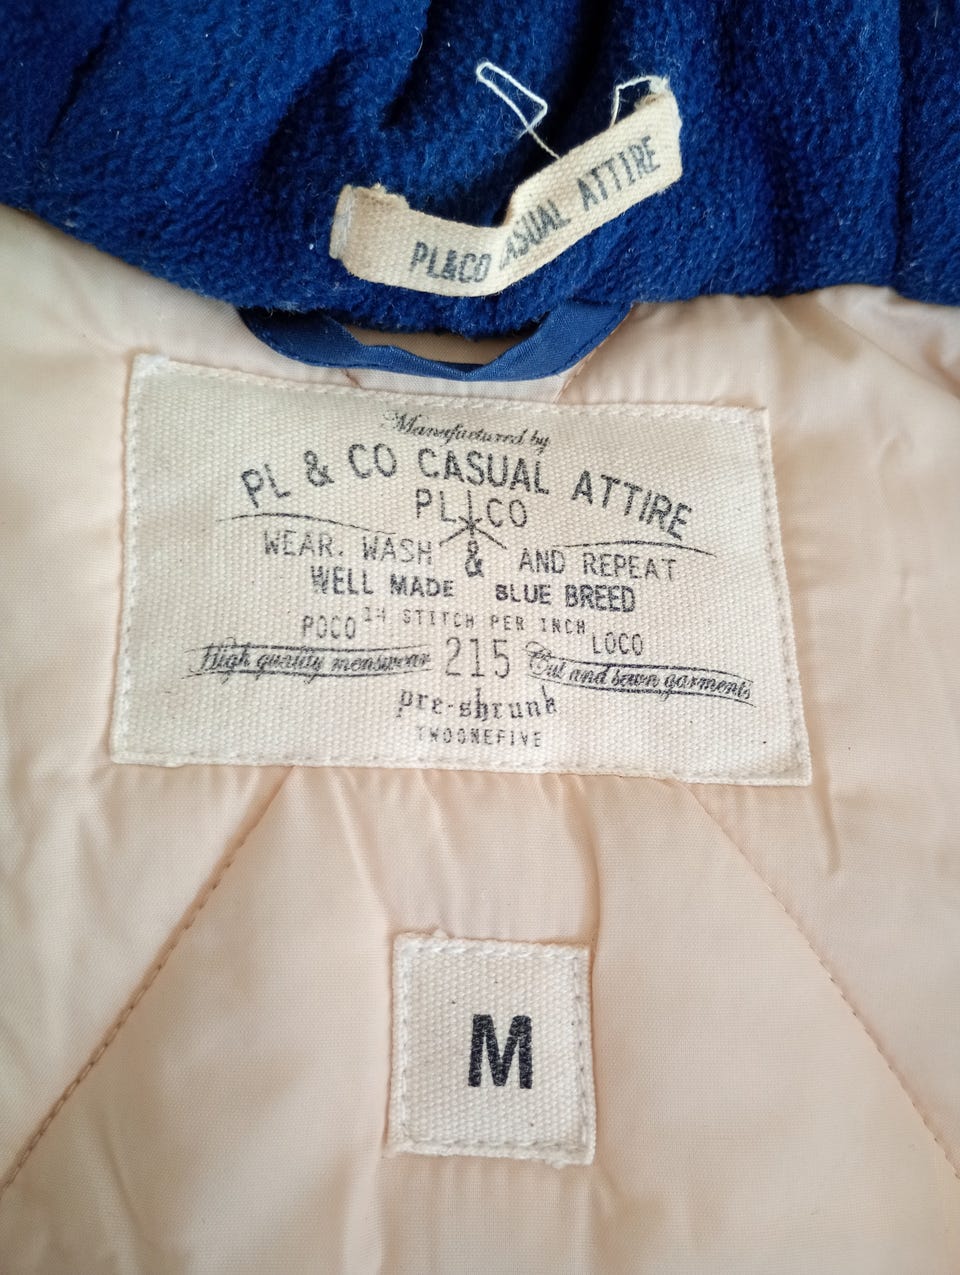 PL&CO CASUAL ATTIRE
Manufactured by
PL & CO CASUAL ATTIRE
PL CO
WEAR. WASH & AND REPEAT
WELL MADE BLUE BREED
POCO 14 STITCH PER INCH LOCO
High quality menswear 215 Cut and sewn garments
pre-shrunk
TWOONEFIVE
M